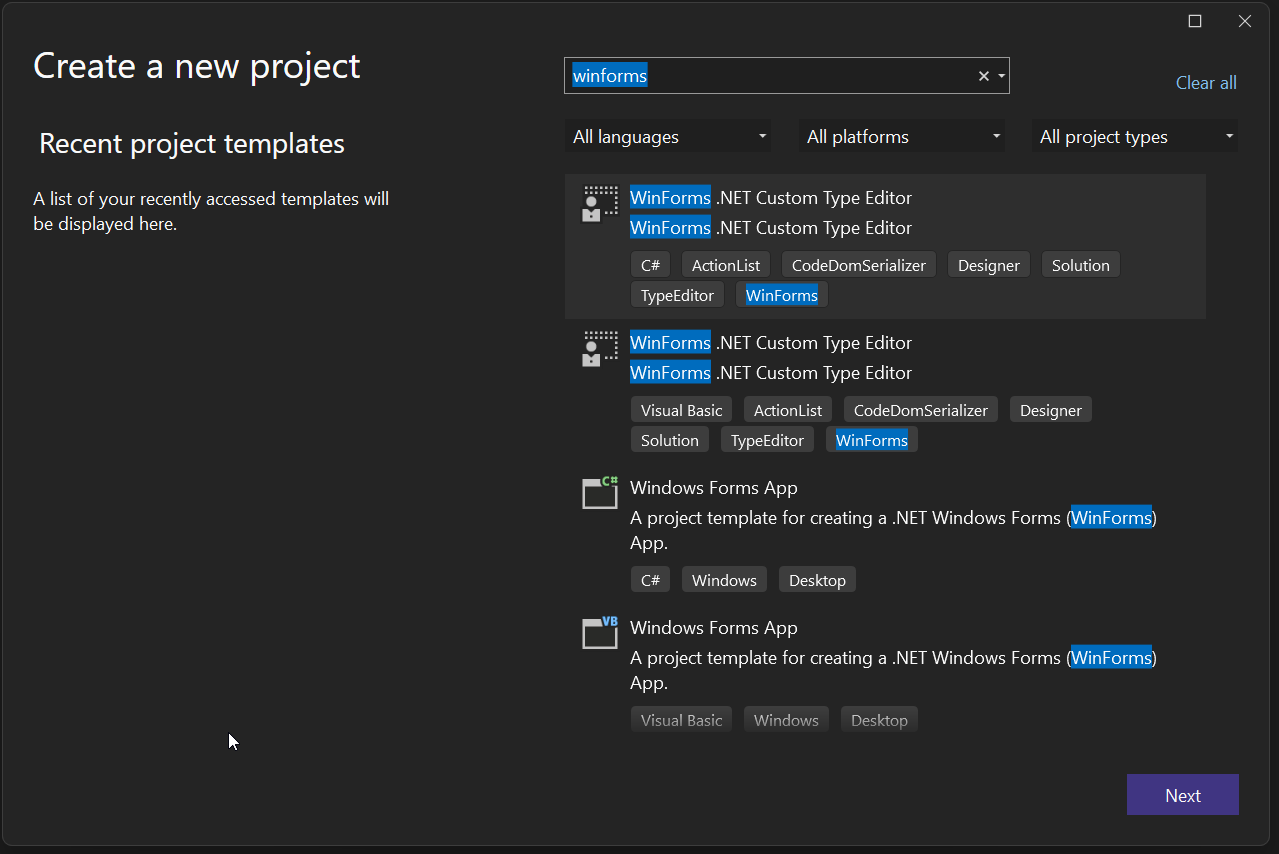 Create a new project
Recent project templates
A list of your recently accessed templates will
be displayed here.
winforms
Clear all
All languages
All platforms
All project types
WinForms .NET Custom Type Editor
WinForms .NET Custom Type Editor
C# ActionList CodeDomSerializer Designer Solution
TypeEditor WinForms
WinForms .NET Custom Type Editor
WinForms .NET Custom Type Editor
Visual Basic ActionList CodeDomSerializer Designer
Solution TypeEditor WinForms
C#
Windows Forms App
A project template for creating a .NET Windows Forms (WinForms)
App.
C# Windows Desktop
VB
Windows Forms App
A project template for creating a .NET Windows Forms (WinForms)
App.
Visual Basic Windows Desktop
Next